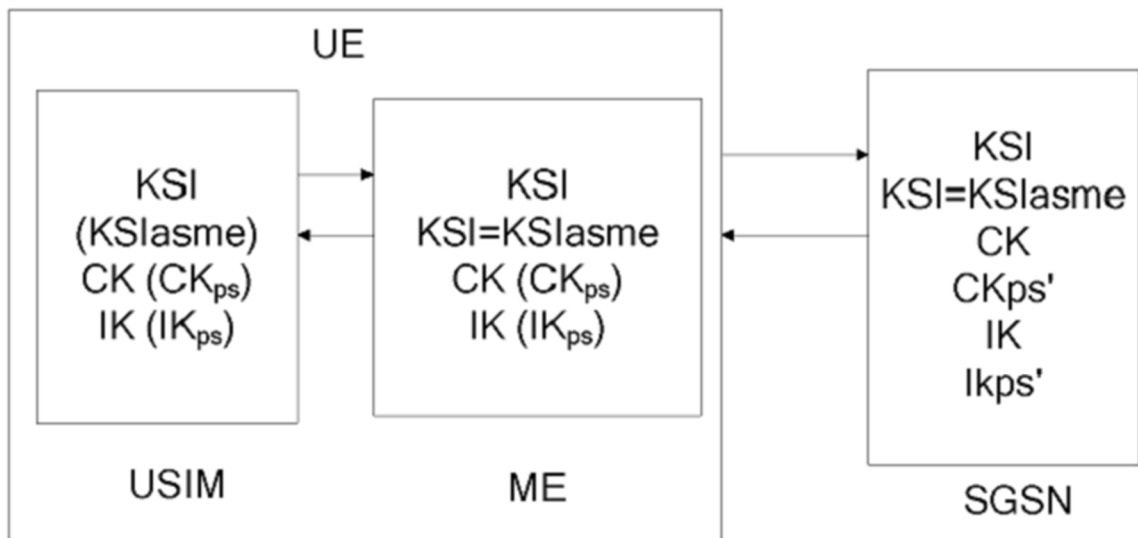 UE
KSI
(KSIasme)
CK (CKps)
IK (IKps)
USIM
KSI
KSI=KSIasme
CK (CKps)
IK (IKps)
ME
KSI
KSI=KSIasme
CK
CKps'
IK
Ikps'
SGSN